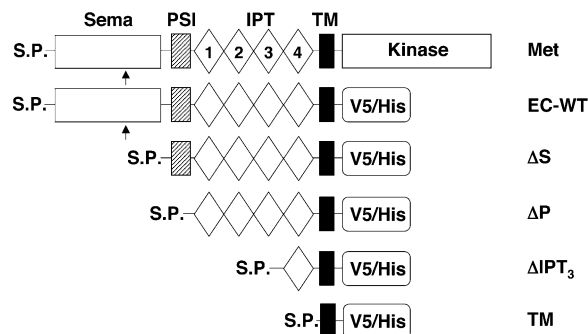 Sema PSI IPT TM
S.P. 1 2 3 4 Kinase Met
S.P. V5/His EC-WT
S.P. V5/His ΔS
S.P. V5/His ΔP
S.P. V5/His ΔIPT₃
S.P. V5/His TM